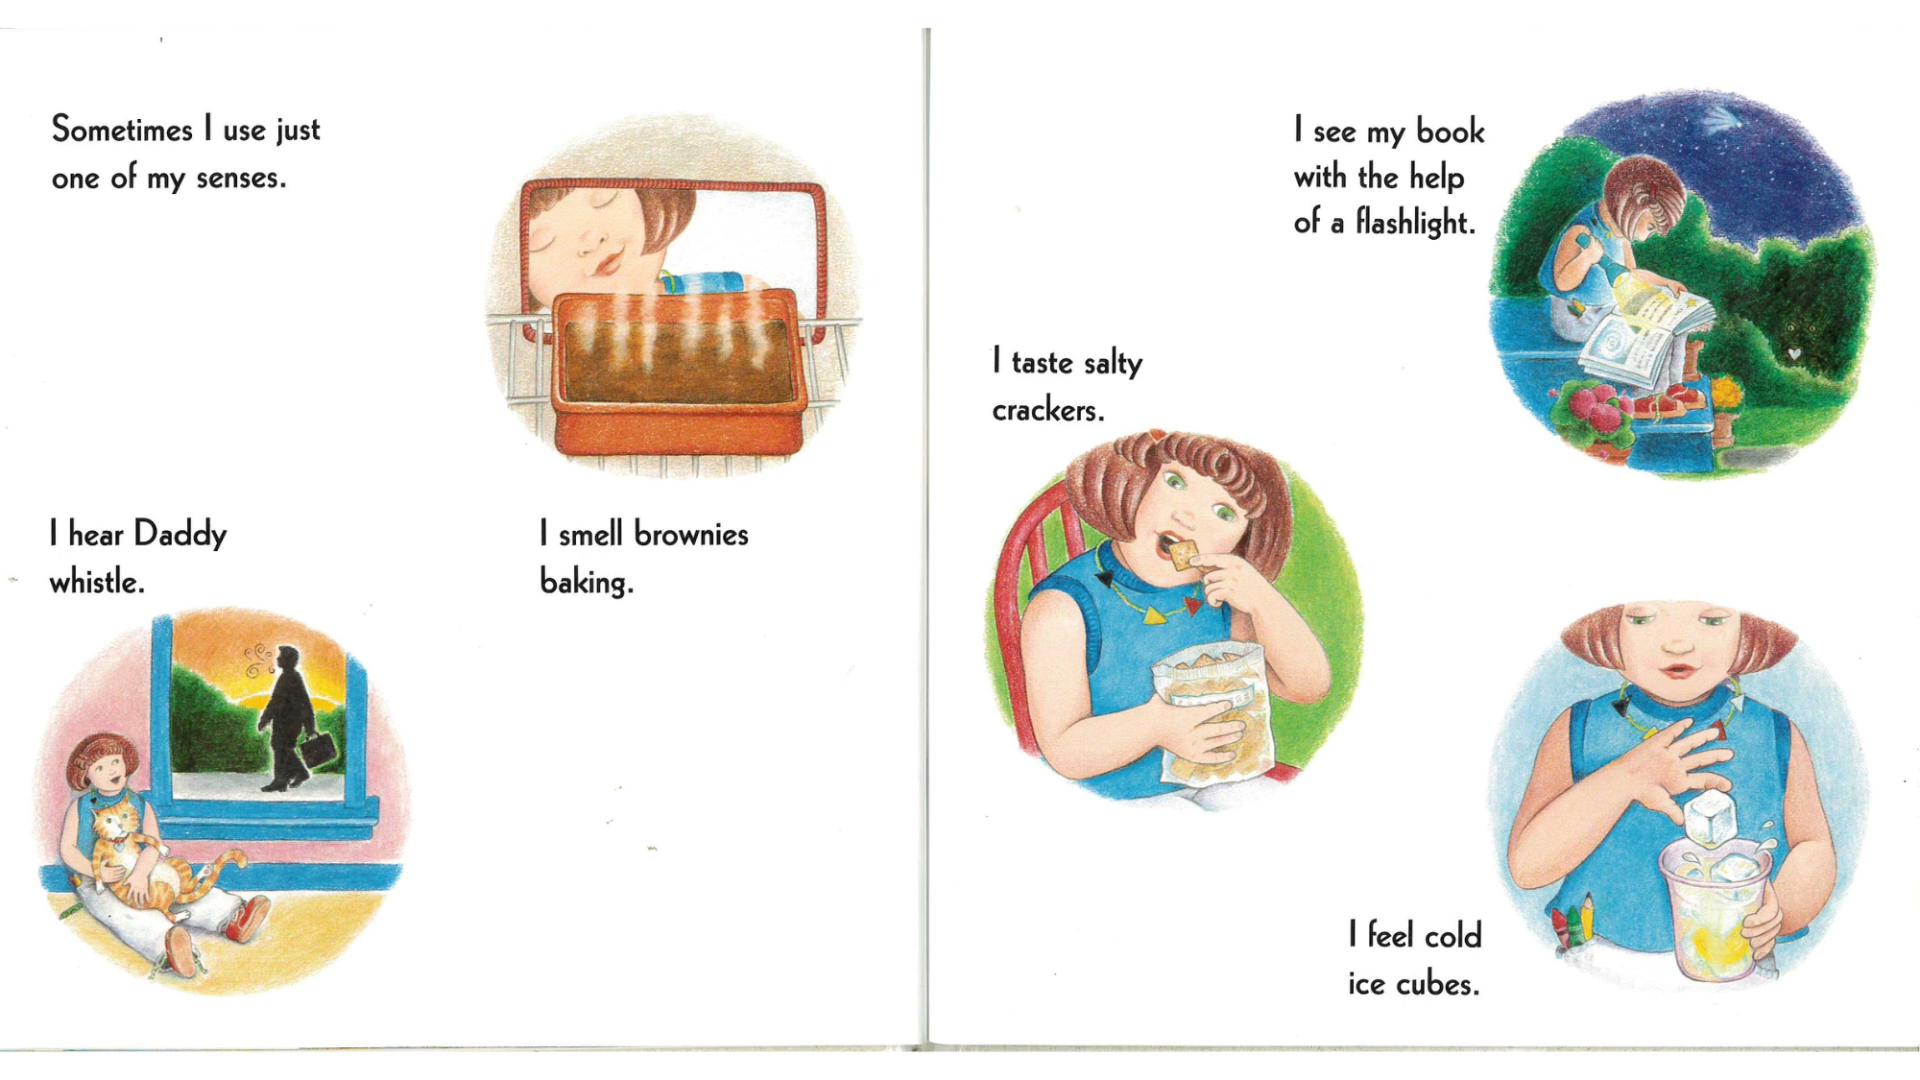 Sometimes I use just
one of my senses.
I hear Daddy
whistle.
I smell brownies
baking.
I taste salty
crackers.
I see my book
with the help
of a flashlight.
I feel cold
ice cubes.